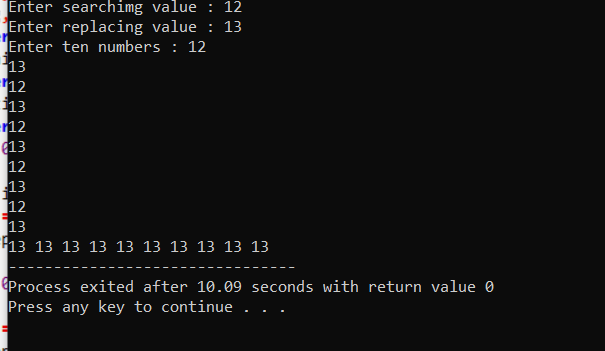 Enter searchimg value : 12
Enter replacing value : 13
Enter ten numbers : 12
13
12
13
12
13
12
13
12
13
13 13 13 13 13 13 13 13 13 13
--------------------------------
Process exited after 10.09 seconds with return value 0
Press any key to continue . . .